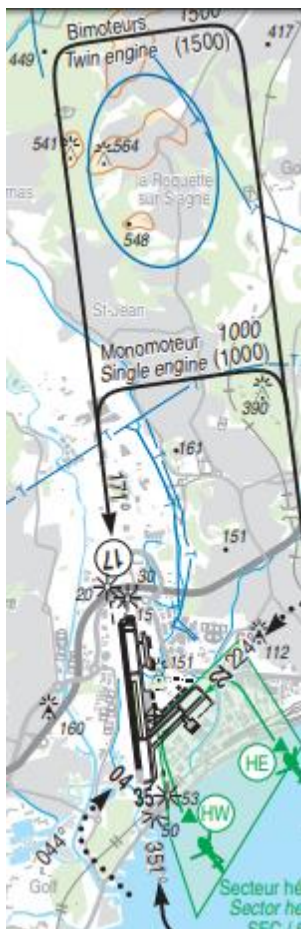 Bimoteurs 1500
449
Twin engine (1500)
417
541
564
la Roquette
sur Siagne
548
St-Jean
Monomoteur 1000
Single engine (1000)
390
161
171°
151
17
20
30
15
224°
112
151
22
160
HE
04
35
53
HW
50
044°
351°
Golf
Secteur hé
Sector he